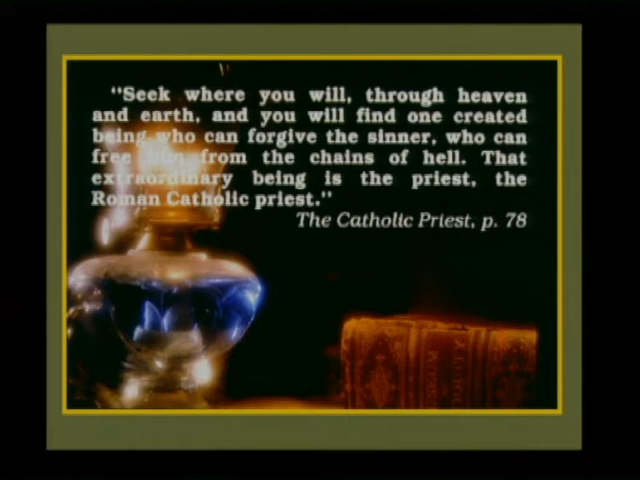 "Seek where you will, through heaven
and earth, and you will find one created
being who can forgive the sinner, who can
free him from the chains of hell. That
extraordinary being is the priest, the
Roman Catholic priest."
The Catholic Priest, p. 78